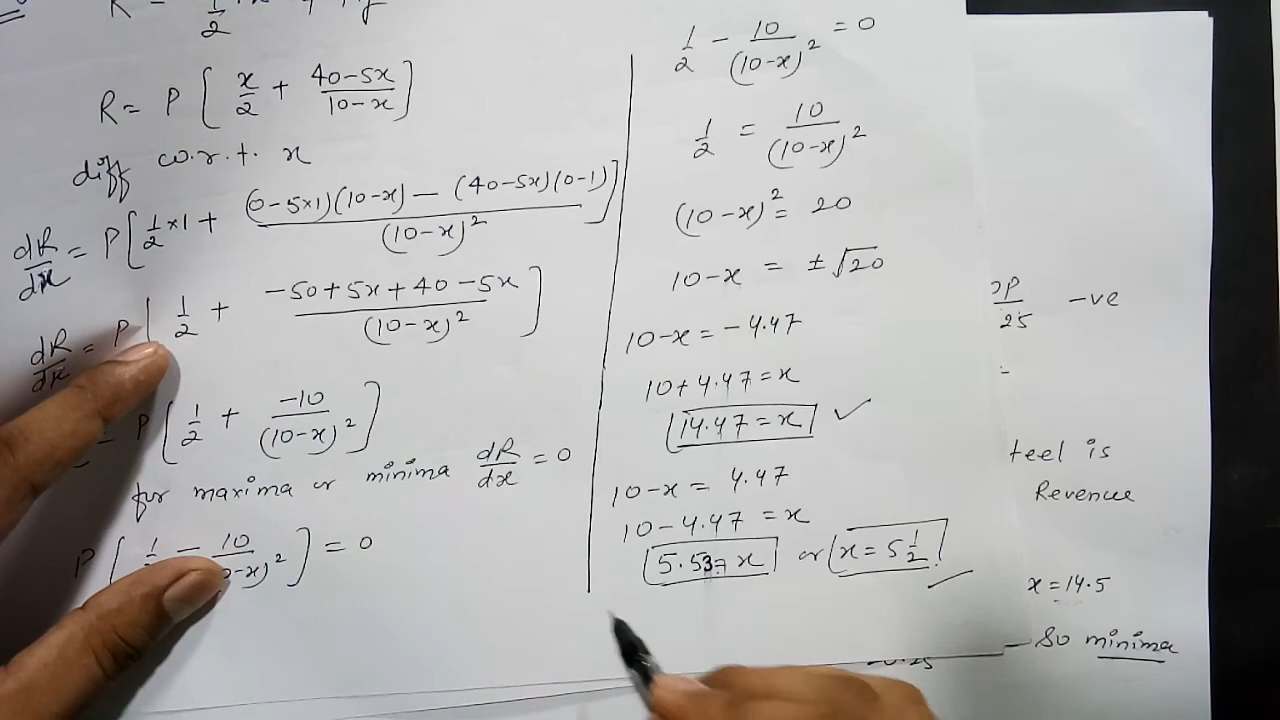 R = P [ x/2 + (40-5x)/(10-x) ]
diff w.r.t. x
dR/dx = P [ 1/2 ×1 + ((0-5×1)(10-x) - (40-5x)(0-1))/(10-x)² ]
dR/dx = P [ 1/2 + (-50+5x+40-5x)/(10-x)² ]
= P [ 1/2 + (-10)/(10-x)² ]
for maxima or minima dR/dx = 0
P [ 1/2 - 10/(10-x)² ] = 0
1/2 - 10/(10-x)² = 0
1/2 = 10/(10-x)²
(10-x)² = 20
10-x = ±√20
10-x = -4.47
10+4.47 = x
14.47 = x ✓
10-x = 4.47
10-4.47 = x
5.53 = x or x = 5 1/2
P/25 -ve
teel is
Revenue
x = 14.5
So minima